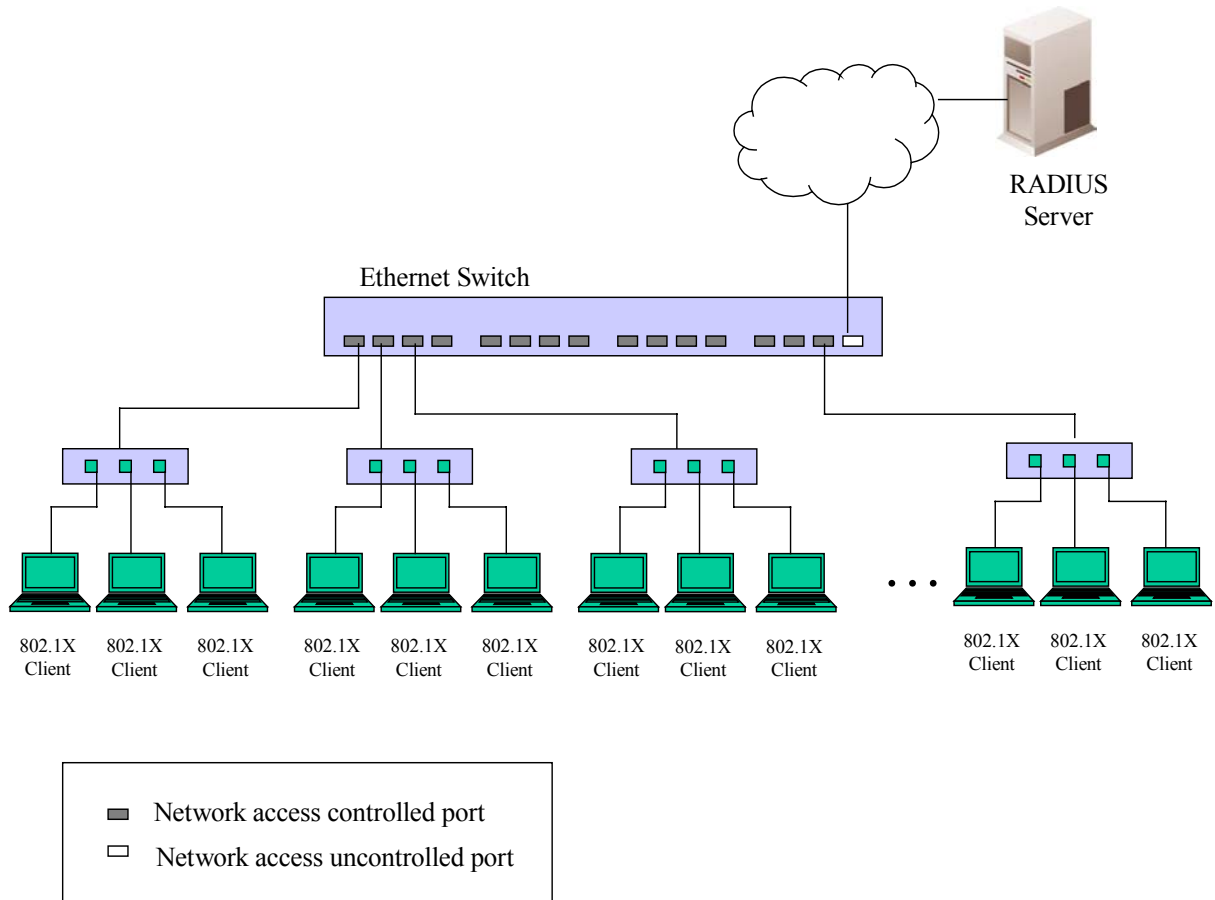 RADIUS
Server
Ethernet Switch
802.1X
Client
802.1X
Client
802.1X
Client
802.1X
Client
802.1X
Client
802.1X
Client
802.1X
Client
802.1X
Client
802.1X
Client
. . .
802.1X
Client
802.1X
Client
802.1X
Client
Network access controlled port
Network access uncontrolled port